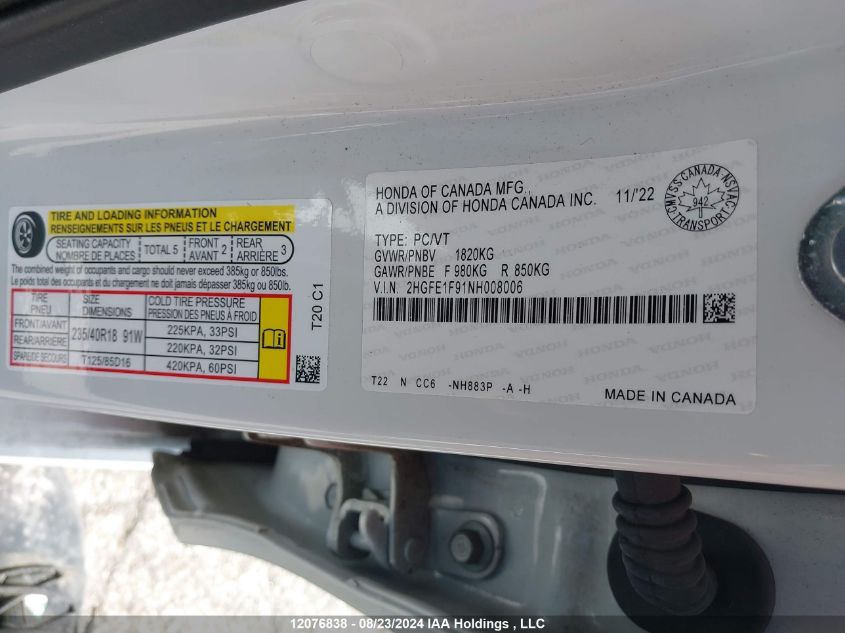 TIRE AND LOADING INFORMATION
RENSEIGNEMENTS SUR LES PNEUS ET LE CHARGEMENT
SEATING CAPACITY
NOMBRE DE PLACES
TOTAL 5
FRONT
AVANT 2
REAR
ARRIÈRE 3
The combined weight of occupants and cargo should never exceed 385kg or 850lbs.
Le poids total des occupants et du chargement ne doit jamais dépasser 385kg ou 850lb.
TIRE
PNEU
SIZE
DIMENSIONS
COLD TIRE PRESSURE
PRESSION DES PNEUS À FROID
FRONT/AVANT
235/40R18 91W
225KPA, 33PSI
REAR/ARRIÈRE
220KPA, 32PSI
SPARE/DE SECOURS
T125/85D16
420KPA, 60PSI
T20 C1
HONDA OF CANADA MFG.,
A DIVISION OF HONDA CANADA INC.
11/'22
CMVSS CANADA NSVAC
942
TRANSPORT
TYPE: PC/VT
GVWR/PNBV 1820KG
GAWR/PNBE F 980KG R 850KG
V.I.N. 2HGFE1F91NH008006
T22 N CC6 -NH883P -A -H
MADE IN CANADA
12076838 - 08/23/2024 IAA Holdings , LLC